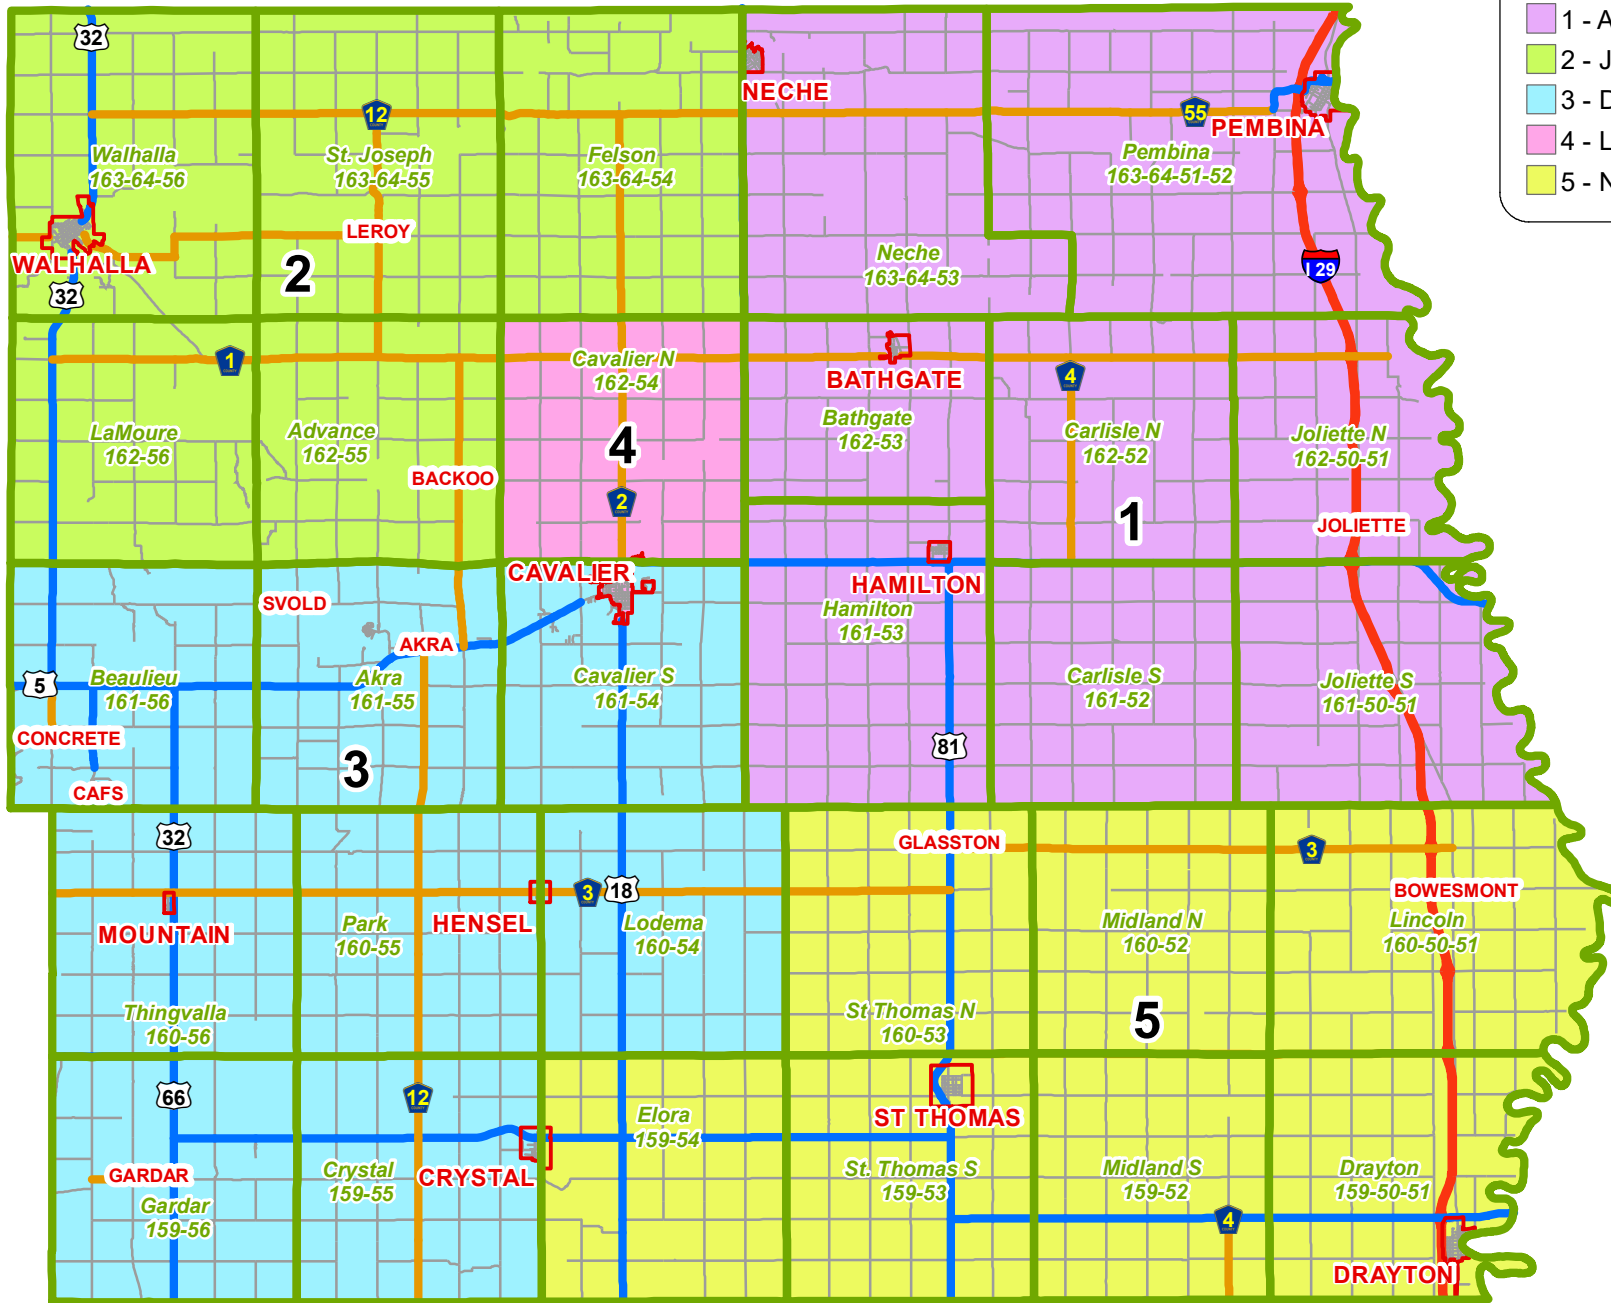 32
1 - A
2 - J
3 - D
4 - L
5 - N
NECHE
12
55
PEMBINA
Walhalla
163-64-56
St. Joseph
163-64-55
Felson
163-64-54
Pembina
163-64-51-52
LEROY
WALHALLA
2
Neche
163-64-53
I 29
32
1
Cavalier N
162-54
BATHGATE
4
LaMoure
162-56
Advance
162-55
4
Bathgate
162-53
Carlisle N
162-52
Joliette N
162-50-51
BACKOO
2
1
JOLIETTE
CAVALIER
HAMILTON
SVOLD
Hamilton
161-53
AKRA
5
Beaulieu
161-56
Akra
161-55
Cavalier S
161-54
Carlisle S
161-52
Joliette S
161-50-51
CONCRETE
81
3
CAFS
32
GLASSTON
3
3
18
BOWESMONT
MOUNTAIN
Park
160-55
HENSEL
Lodema
160-54
Midland N
160-52
Lincoln
160-50-51
Thingvalla
160-56
St Thomas N
160-53
5
66
12
Elora
159-54
ST THOMAS
GARDAR
Crystal
159-55
CRYSTAL
St. Thomas S
159-53
Midland S
159-52
Drayton
159-50-51
Gardar
159-56
4
DRAYTON